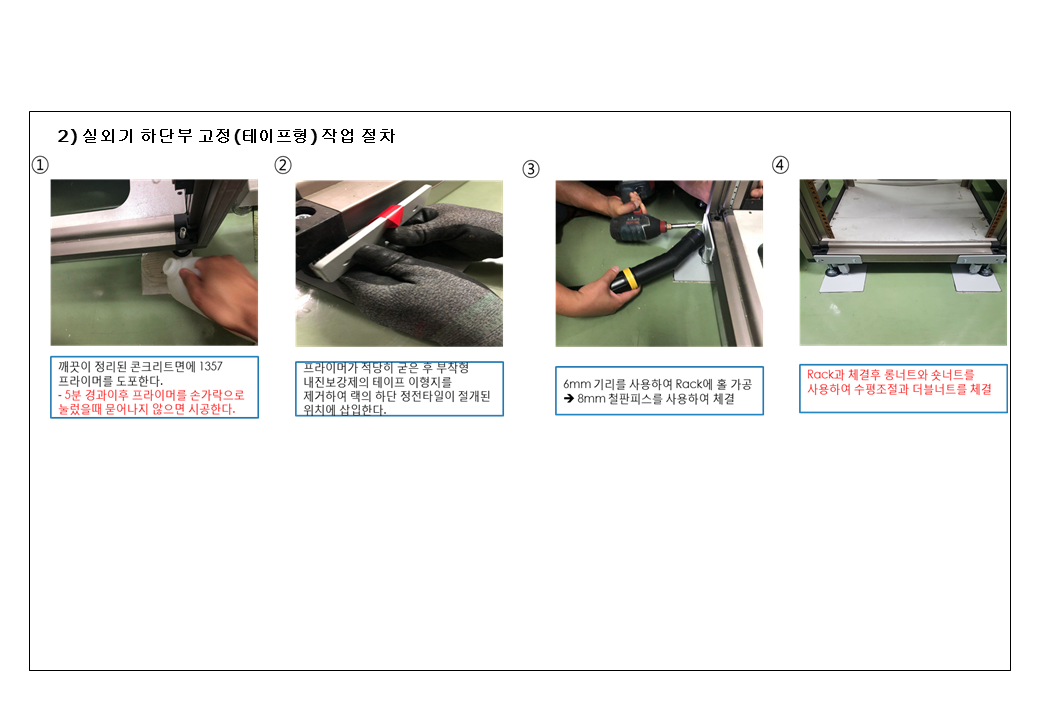 2) 실외기 하단부 고정(테이프형) 작업 절차
①
②
③
④
깨끗이 정리된 콘크리트면에 1357
프라이머를 도포한다.
- 5분 경과이후 프라이머를 손가락으로
눌렀을때 묻어나지 않으면 시공한다.
프라이머가 적당히 굳은 후 부착형
내진보강제의 테이프 이형지를
제거하여 랙의 하단 정전타일이 절개된
위치에 삽입한다.
6mm 기리를 사용하여 Rack에 홀 가공
➔ 8mm 철판피스를 사용하여 체결
Rack과 체결후 롱너트와 숏너트를
사용하여 수평조절과 더블너트를 체결